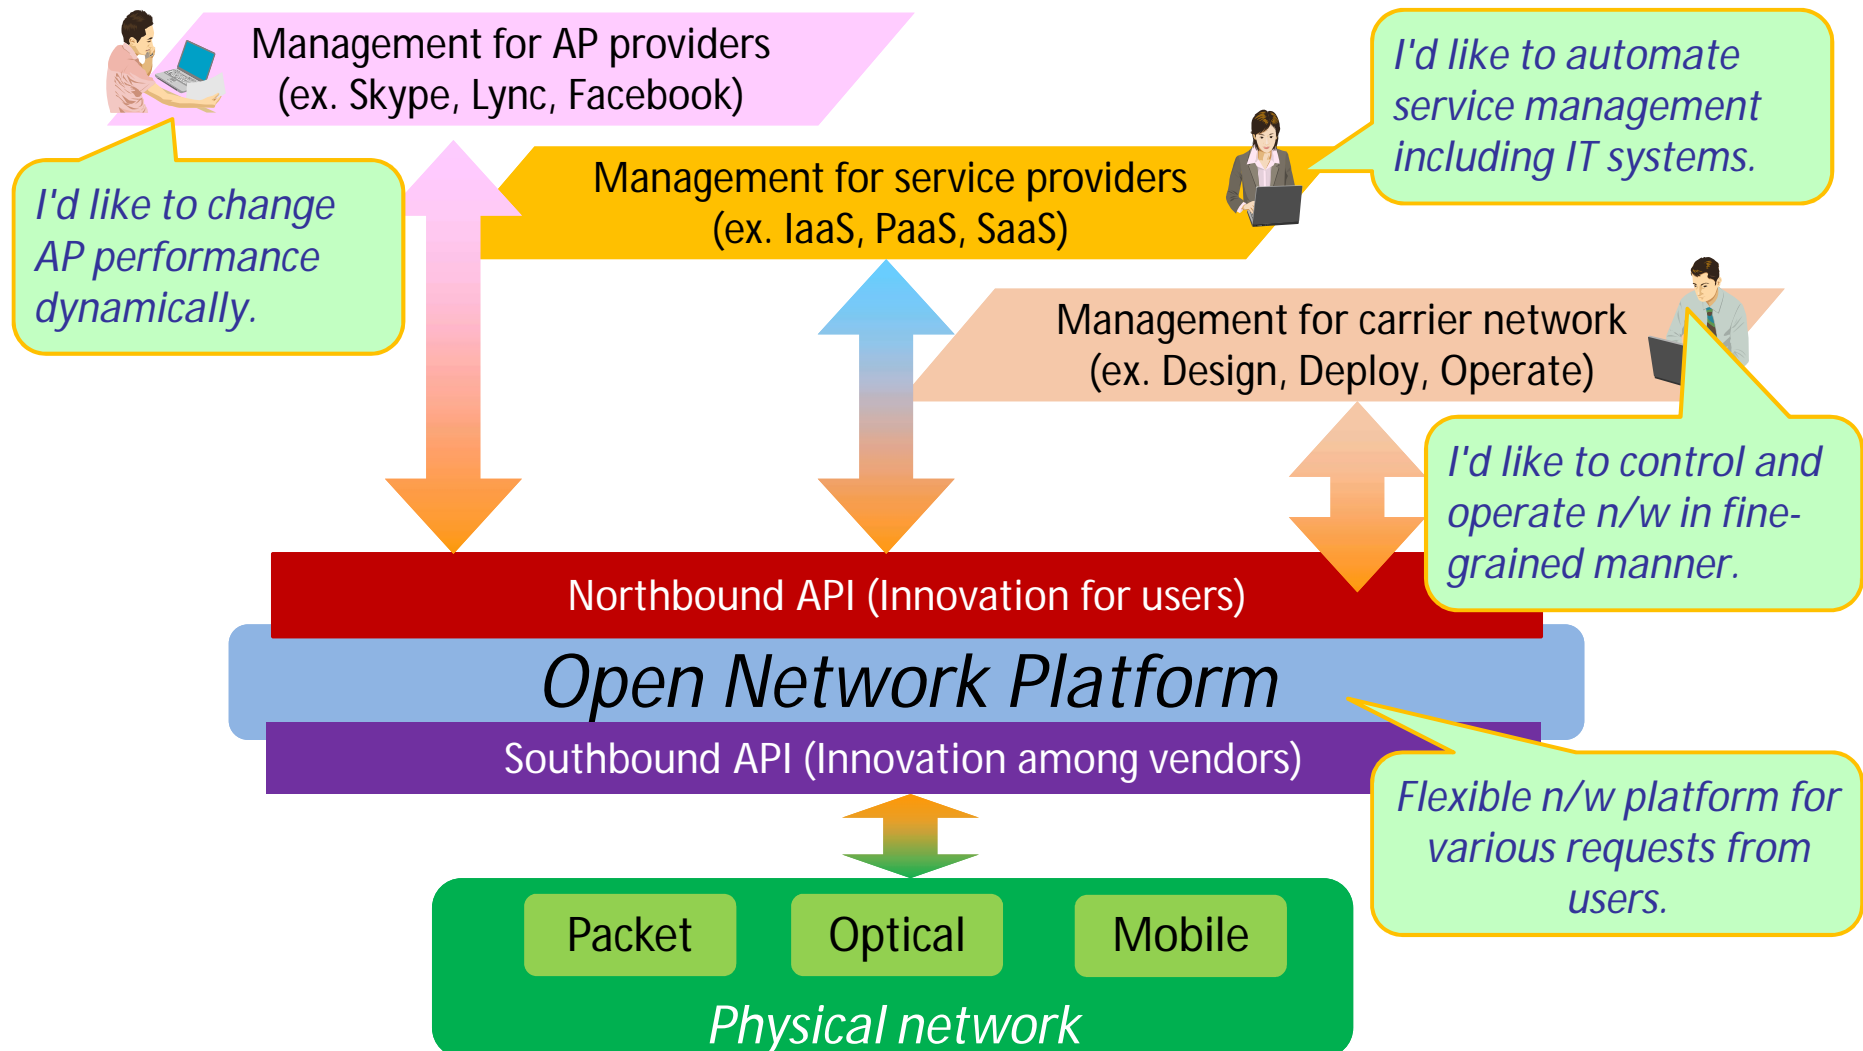 Management for AP providers
(ex. Skype, Lync, Facebook)
I'd like to automate
service management
including IT systems.
Management for service providers
(ex. IaaS, PaaS, SaaS)
I'd like to change
AP performance
dynamically.
Management for carrier network
(ex. Design, Deploy, Operate)
I'd like to control and
operate n/w in fine-
grained manner.
Northbound API (Innovation for users)
Open Network Platform
Southbound API (Innovation among vendors)
Flexible n/w platform for
various requests from
users.
Packet
Optical
Mobile
Physical network